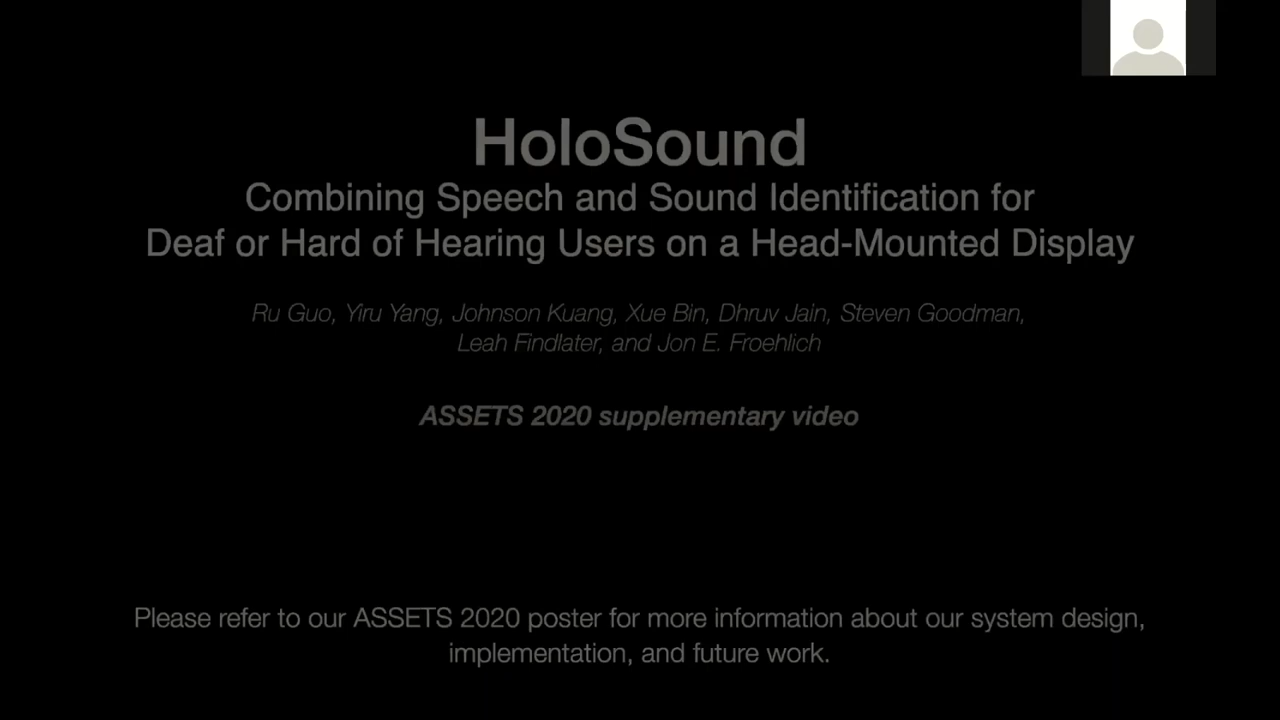 HoloSound
Combining Speech and Sound Identification for
Deaf or Hard of Hearing Users on a Head-Mounted Display
Ru Guo, Yiru Yang, Johnson Kuang, Xue Bin, Dhruv Jain, Steven Goodman,
Leah Findlater, and Jon E. Froehlich
ASSETS 2020 supplementary video
Please refer to our ASSETS 2020 poster for more information about our system design,
implementation, and future work.